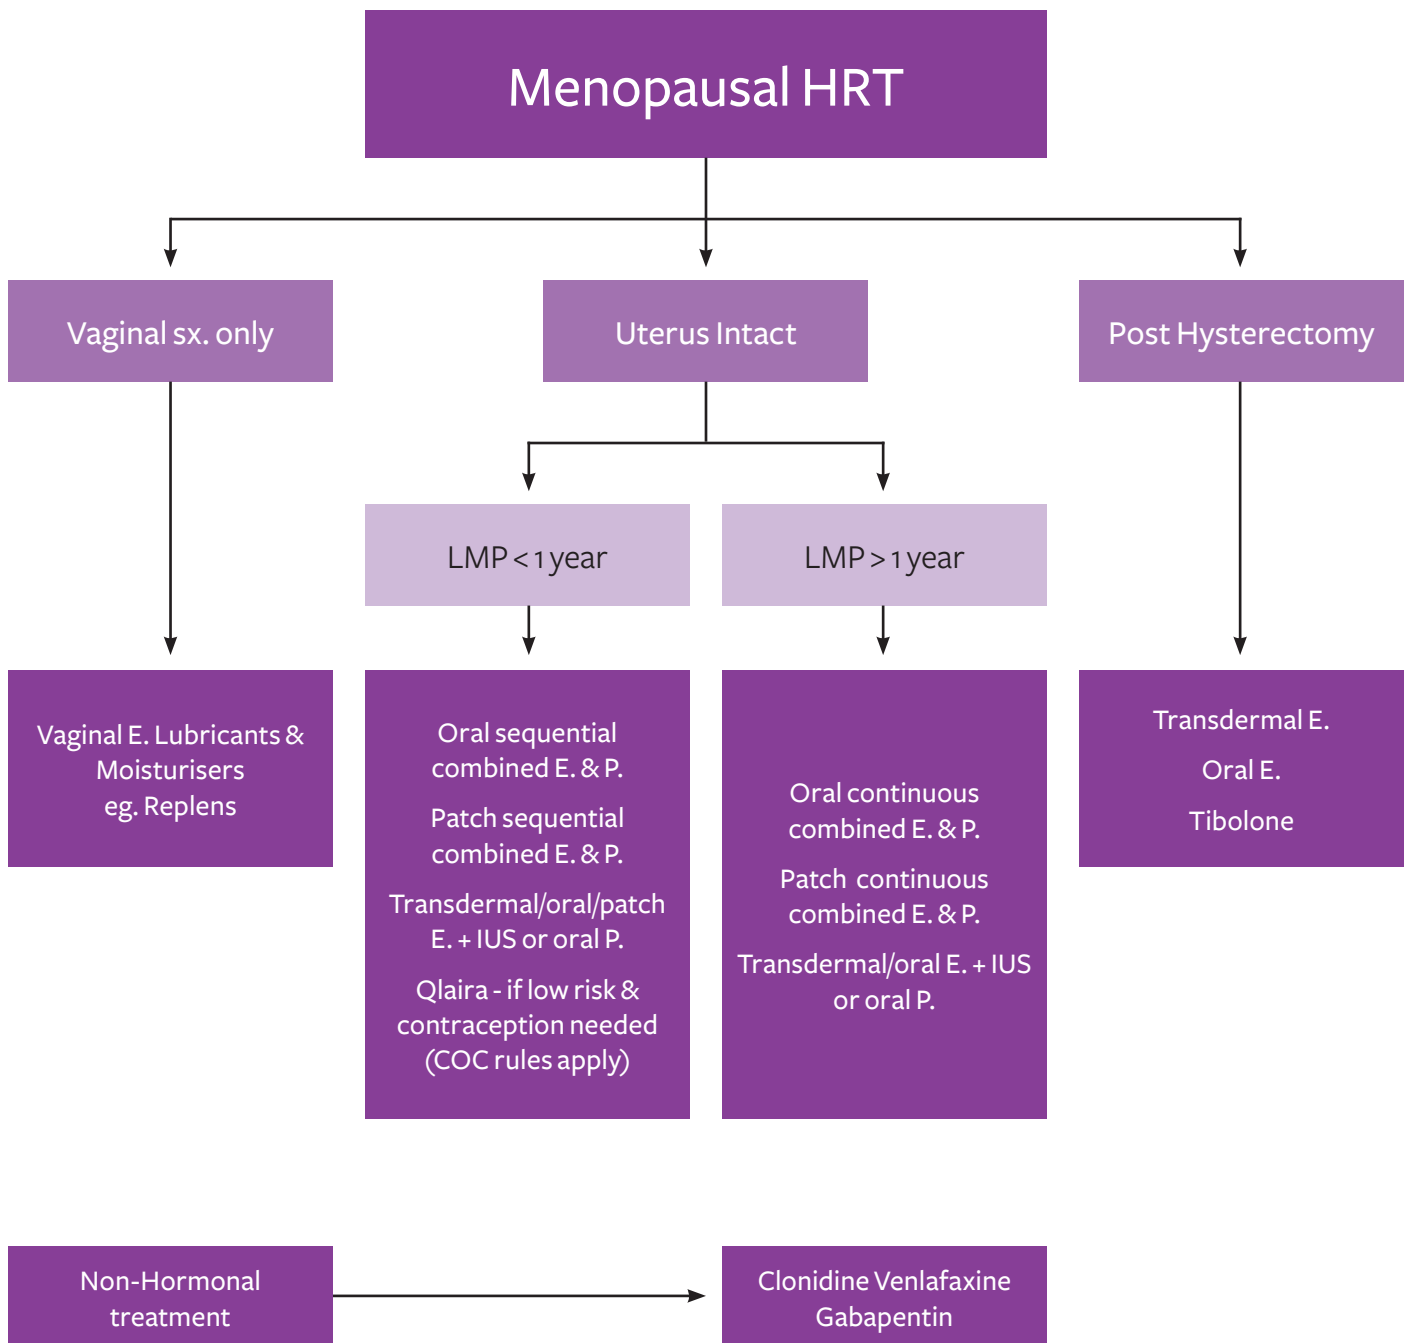 Menopausal HRT
Vaginal sx. only
Uterus Intact
Post Hysterectomy
LMP < 1 year
LMP > 1 year
Vaginal E. Lubricants &
Moisturisers
eg. Replens
Oral sequential
combined E. & P.
Patch sequential
combined E. & P.
Transdermal/oral/patch
E. + IUS or oral P.
Qlaira - if low risk &
contraception needed
(COC rules apply)
Oral continuous
combined E. & P.
Patch continuous
combined E. & P.
Transdermal/oral E. + IUS
or oral P.
Transdermal E.
Oral E.
Tibolone
Non-Hormonal
treatment
Clonidine Venlafaxine
Gabapentin